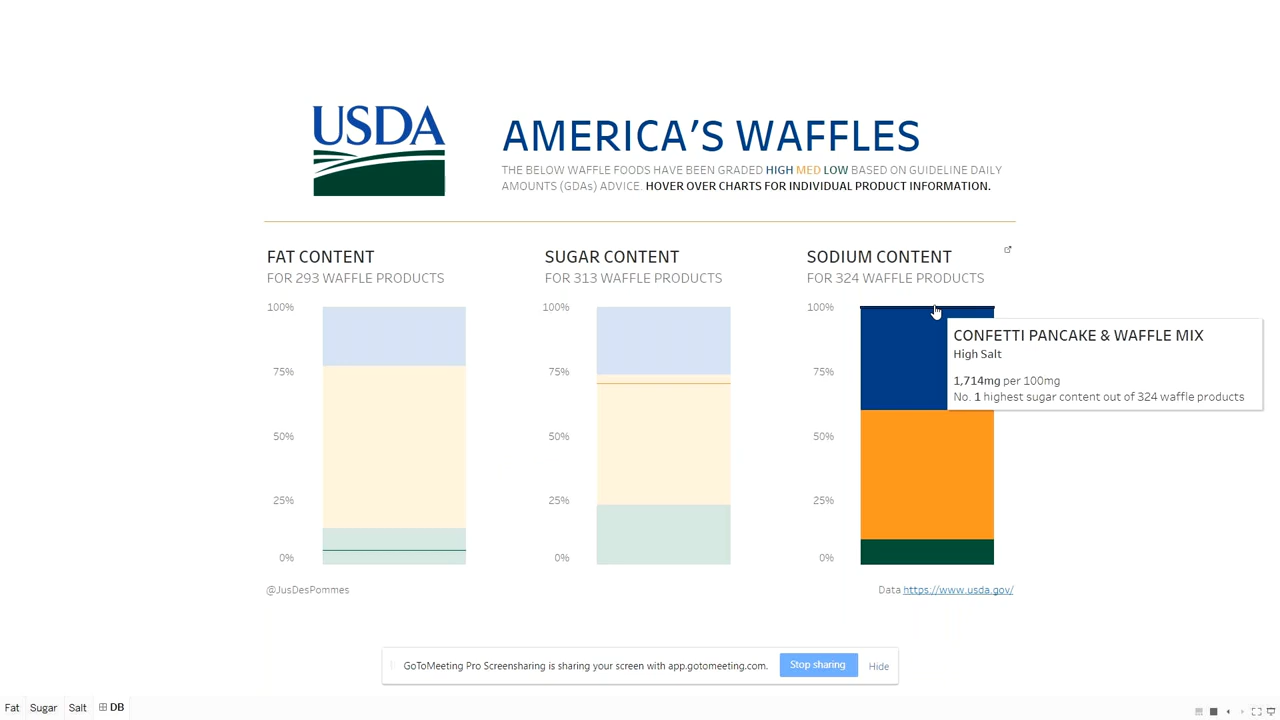 USDA
AMERICA'S WAFFLES
THE BELOW WAFFLE FOODS HAVE BEEN GRADED HIGH MED LOW BASED ON GUIDELINE DAILY
AMOUNTS (GDAs) ADVICE. HOVER OVER CHARTS FOR INDIVIDUAL PRODUCT INFORMATION.
FAT CONTENT
FOR 293 WAFFLE PRODUCTS
100%
75%
50%
25%
0%
SUGAR CONTENT
FOR 313 WAFFLE PRODUCTS
100%
75%
50%
25%
0%
SODIUM CONTENT
FOR 324 WAFFLE PRODUCTS
100%
75%
50%
25%
0%
CONFETTI PANCAKE & WAFFLE MIX
High Salt
1,714mg per 100mg
No. 1 highest sugar content out of 324 waffle products
@JusDesPommes
Data https://www.usda.gov/
GoToMeeting Pro Screensharing is sharing your screen with app.gotomeeting.com.
Stop sharing
Hide
Fat Sugar Salt DB